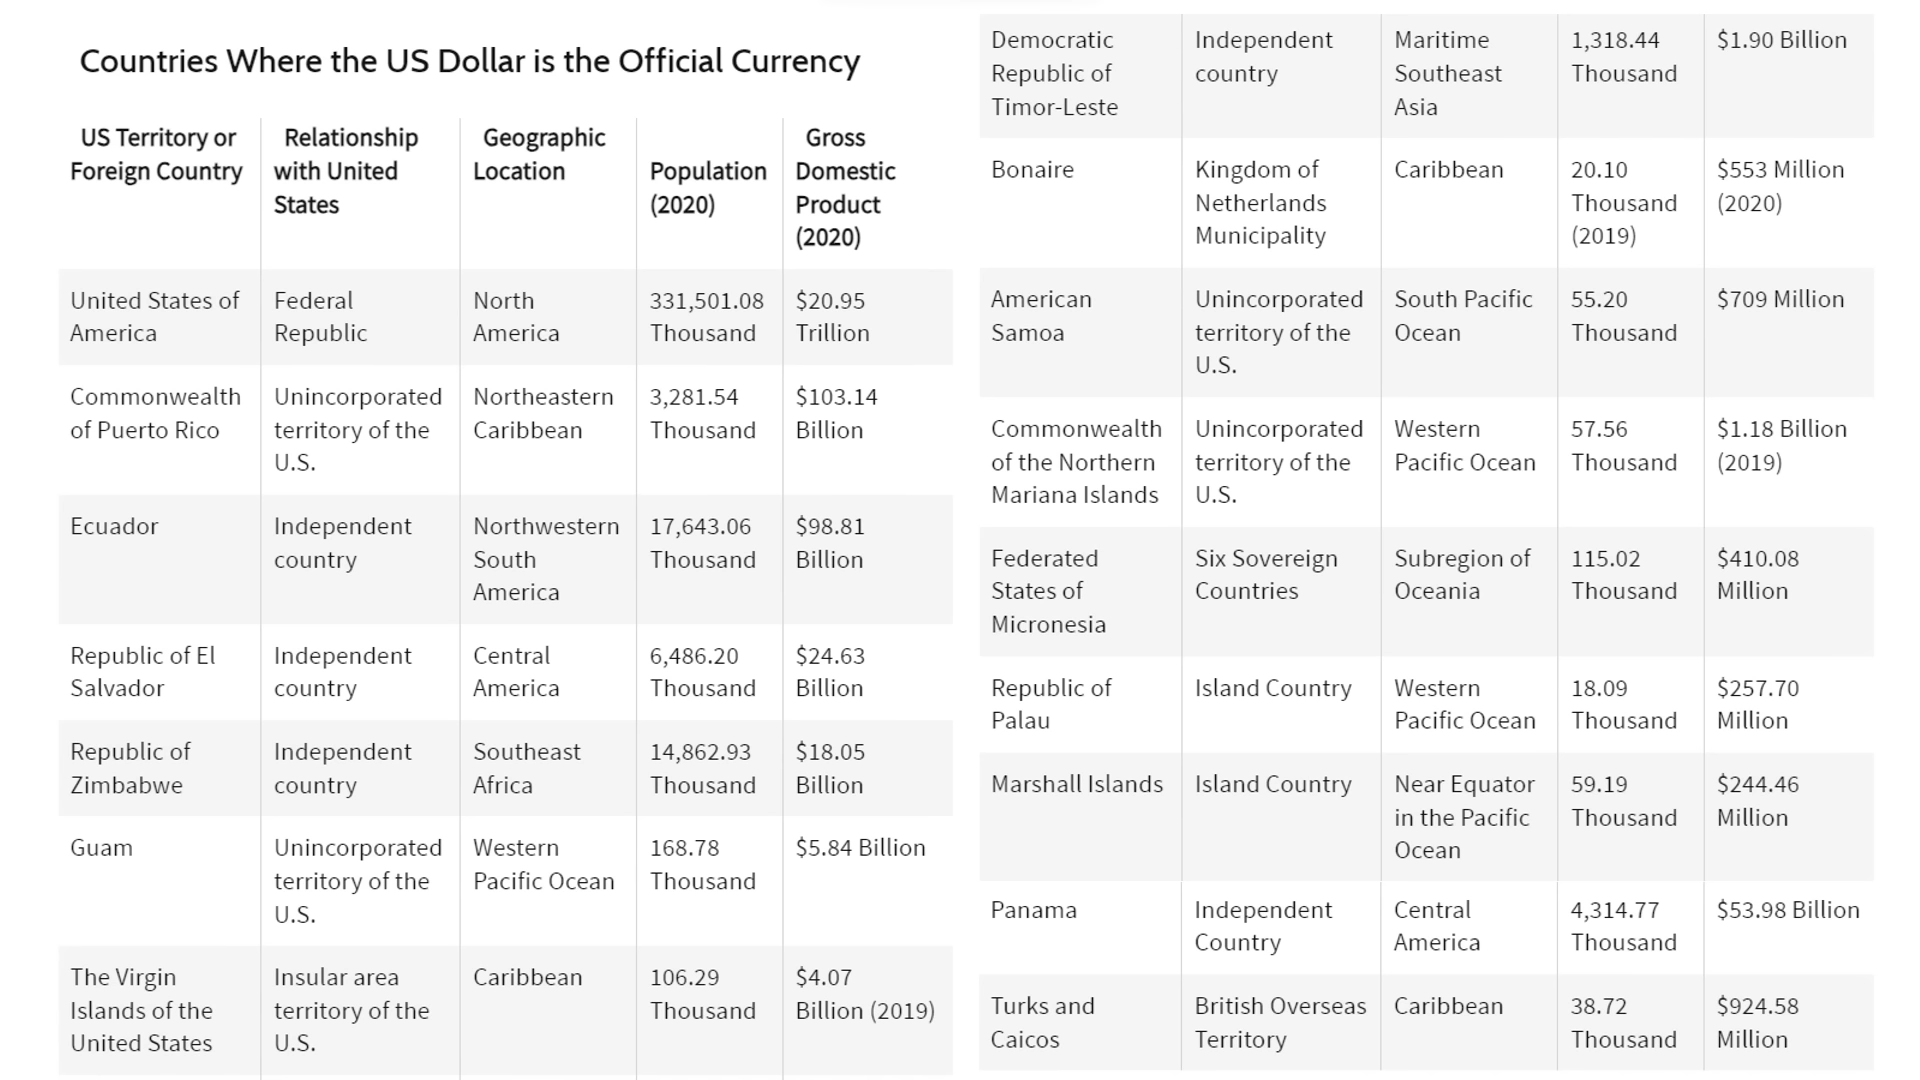 Countries Where the US Dollar is the Official Currency
US Territory or Foreign Country | Relationship with United States | Geographic Location | Population (2020) | Gross Domestic Product (2020)
United States of America | Federal Republic | North America | 331,501.08 Thousand | $20.95 Trillion
Commonwealth of Puerto Rico | Unincorporated territory of the U.S. | Northeastern Caribbean | 3,281.54 Thousand | $103.14 Billion
Ecuador | Independent country | Northwestern South America | 17,643.06 Thousand | $98.81 Billion
Republic of El Salvador | Independent country | Central America | 6,486.20 Thousand | $24.63 Billion
Republic of Zimbabwe | Independent country | Southeast Africa | 14,862.93 Thousand | $18.05 Billion
Guam | Unincorporated territory of the U.S. | Western Pacific Ocean | 168.78 Thousand | $5.84 Billion
The Virgin Islands of the United States | Insular area territory of the U.S. | Caribbean | 106.29 Thousand | $4.07 Billion (2019)
Democratic Republic of Timor-Leste | Independent country | Maritime Southeast Asia | 1,318.44 Thousand | $1.90 Billion
Bonaire | Kingdom of Netherlands Municipality | Caribbean | 20.10 Thousand (2019) | $553 Million (2020)
American Samoa | Unincorporated territory of the U.S. | South Pacific Ocean | 55.20 Thousand | $709 Million
Commonwealth of the Northern Mariana Islands | Unincorporated territory of the U.S. | Western Pacific Ocean | 57.56 Thousand | $1.18 Billion (2019)
Federated States of Micronesia | Six Sovereign Countries | Subregion of Oceania | 115.02 Thousand | $410.08 Million
Republic of Palau | Island Country | Western Pacific Ocean | 18.09 Thousand | $257.70 Million
Marshall Islands | Island Country | Near Equator in the Pacific Ocean | 59.19 Thousand | $244.46 Million
Panama | Independent Country | Central America | 4,314.77 Thousand | $53.98 Billion
Turks and Caicos | British Overseas Territory | Caribbean | 38.72 Thousand | $924.58 Million